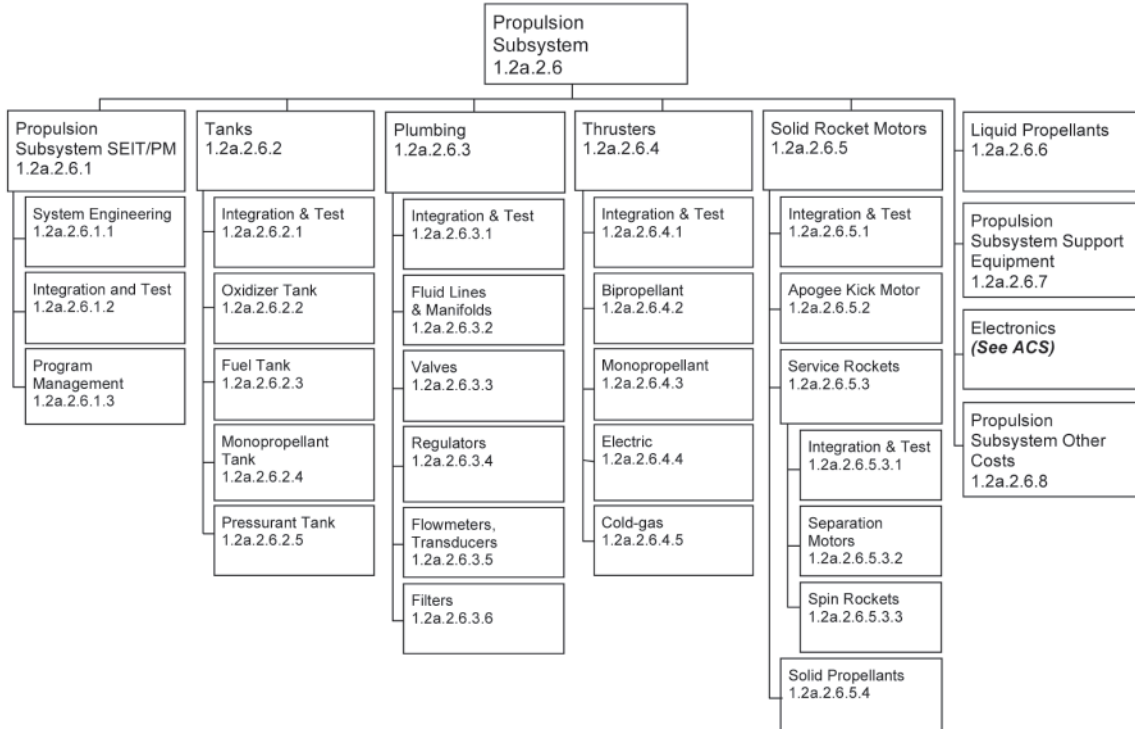 Propulsion
Subsystem
1.2a.2.6
Propulsion
Subsystem SEIT/PM
1.2a.2.6.1
System Engineering
1.2a.2.6.1.1
Integration and Test
1.2a.2.6.1.2
Program
Management
1.2a.2.6.1.3
Tanks
1.2a.2.6.2
Integration & Test
1.2a.2.6.2.1
Oxidizer Tank
1.2a.2.6.2.2
Fuel Tank
1.2a.2.6.2.3
Monopropellant
Tank
1.2a.2.6.2.4
Pressurant Tank
1.2a.2.6.2.5
Plumbing
1.2a.2.6.3
Integration & Test
1.2a.2.6.3.1
Fluid Lines
& Manifolds
1.2a.2.6.3.2
Valves
1.2a.2.6.3.3
Regulators
1.2a.2.6.3.4
Flowmeters,
Transducers
1.2a.2.6.3.5
Filters
1.2a.2.6.3.6
Thrusters
1.2a.2.6.4
Integration & Test
1.2a.2.6.4.1
Bipropellant
1.2a.2.6.4.2
Monopropellant
1.2a.2.6.4.3
Electric
1.2a.2.6.4.4
Cold-gas
1.2a.2.6.4.5
Solid Rocket Motors
1.2a.2.6.5
Integration & Test
1.2a.2.6.5.1
Apogee Kick Motor
1.2a.2.6.5.2
Service Rockets
1.2a.2.6.5.3
Integration & Test
1.2a.2.6.5.3.1
Separation
Motors
1.2a.2.6.5.3.2
Spin Rockets
1.2a.2.6.5.3.3
Solid Propellants
1.2a.2.6.5.4
Liquid Propellants
1.2a.2.6.6
Propulsion
Subsystem Support
Equipment
1.2a.2.6.7
Electronics
(See ACS)
Propulsion
Subsystem Other
Costs
1.2a.2.6.8